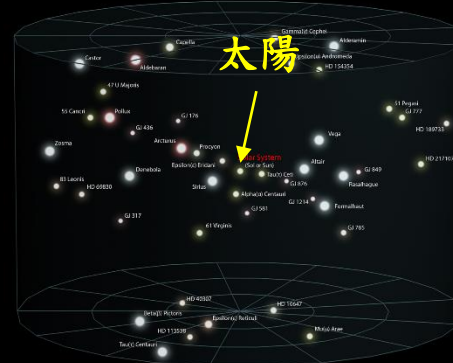 太陽
Capella
Gamma(γ) Cephei
Alderamin
Castor
Aldebaran
Upsilon(υ) Andromeda
HD 154354
47 U.Majoris
55 Cancri
Pollus
GJ 176
51 Pegasi
GJ 777
GJ 436
HD 189733
Zosma
Arcturus
Procyon
Vega
Solar System
(Sol or Sun)
Epsilon(ε) Eridani
Altair
HD 217107
Denebola
Tau(τ) Ceti
GJ 849
83 Leonis
HD 69830
Sirius
GJ 876
Rasalhague
Alpha(α) Centauri
GJ 1214
Fomalhaut
GJ 317
GJ 581
61 Virginis
GJ 785
HD 40307
HD 10647
Beta(β) Pictoris
Epsilon(ε) Reticuli
HD 113538
Mu(μ) Arae
Tau(τ) Centauri